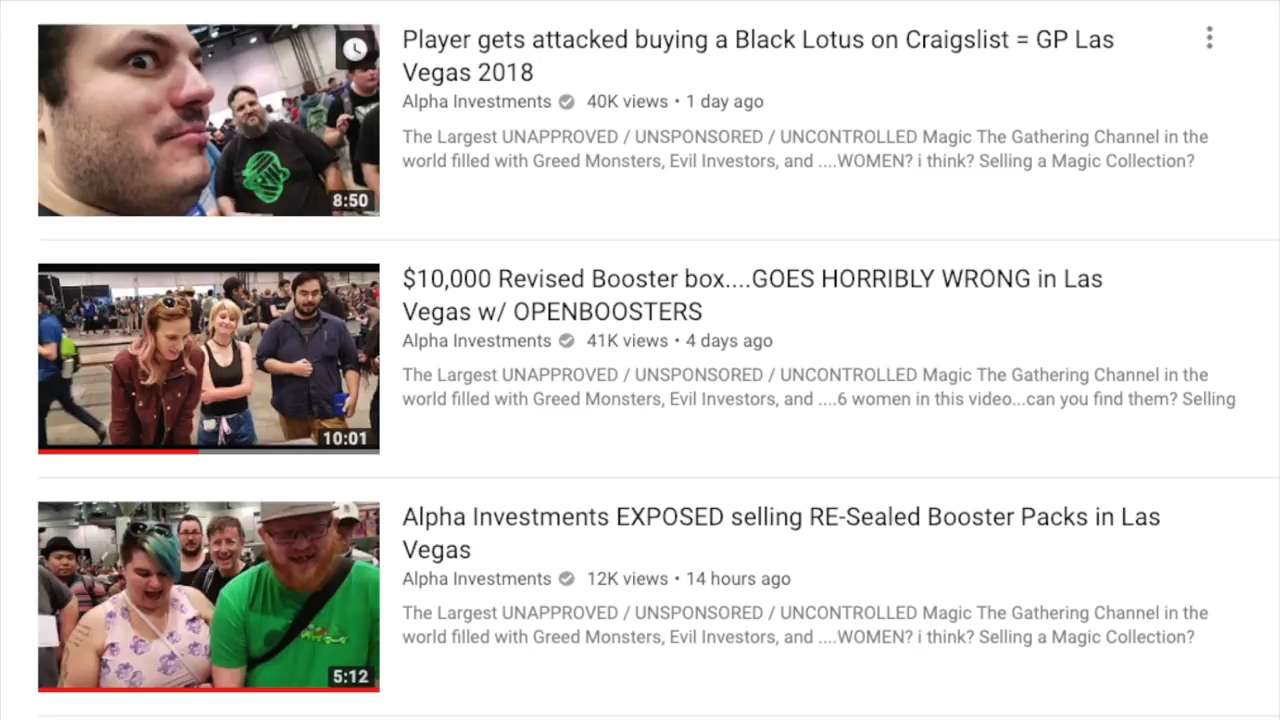 Player gets attacked buying a Black Lotus on Craigslist = GP Las
Vegas 2018
Alpha Investments 40K views • 1 day ago
The Largest UNAPPROVED / UNSPONSORED / UNCONTROLLED Magic The Gathering Channel in the
world filled with Greed Monsters, Evil Investors, and ....WOMEN? i think? Selling a Magic Collection?
8:50
$10,000 Revised Booster box....GOES HORRIBLY WRONG in Las
Vegas w/ OPENBOOSTERS
Alpha Investments 41K views • 4 days ago
The Largest UNAPPROVED / UNSPONSORED / UNCONTROLLED Magic The Gathering Channel in the
world filled with Greed Monsters, Evil Investors, and ....6 women in this video...can you find them? Selling
10:01
Alpha Investments EXPOSED selling RE-Sealed Booster Packs in Las
Vegas
Alpha Investments 12K views • 14 hours ago
The Largest UNAPPROVED / UNSPONSORED / UNCONTROLLED Magic The Gathering Channel in the
world filled with Greed Monsters, Evil Investors, and ....WOMEN? i think? Selling a Magic Collection?
5:12